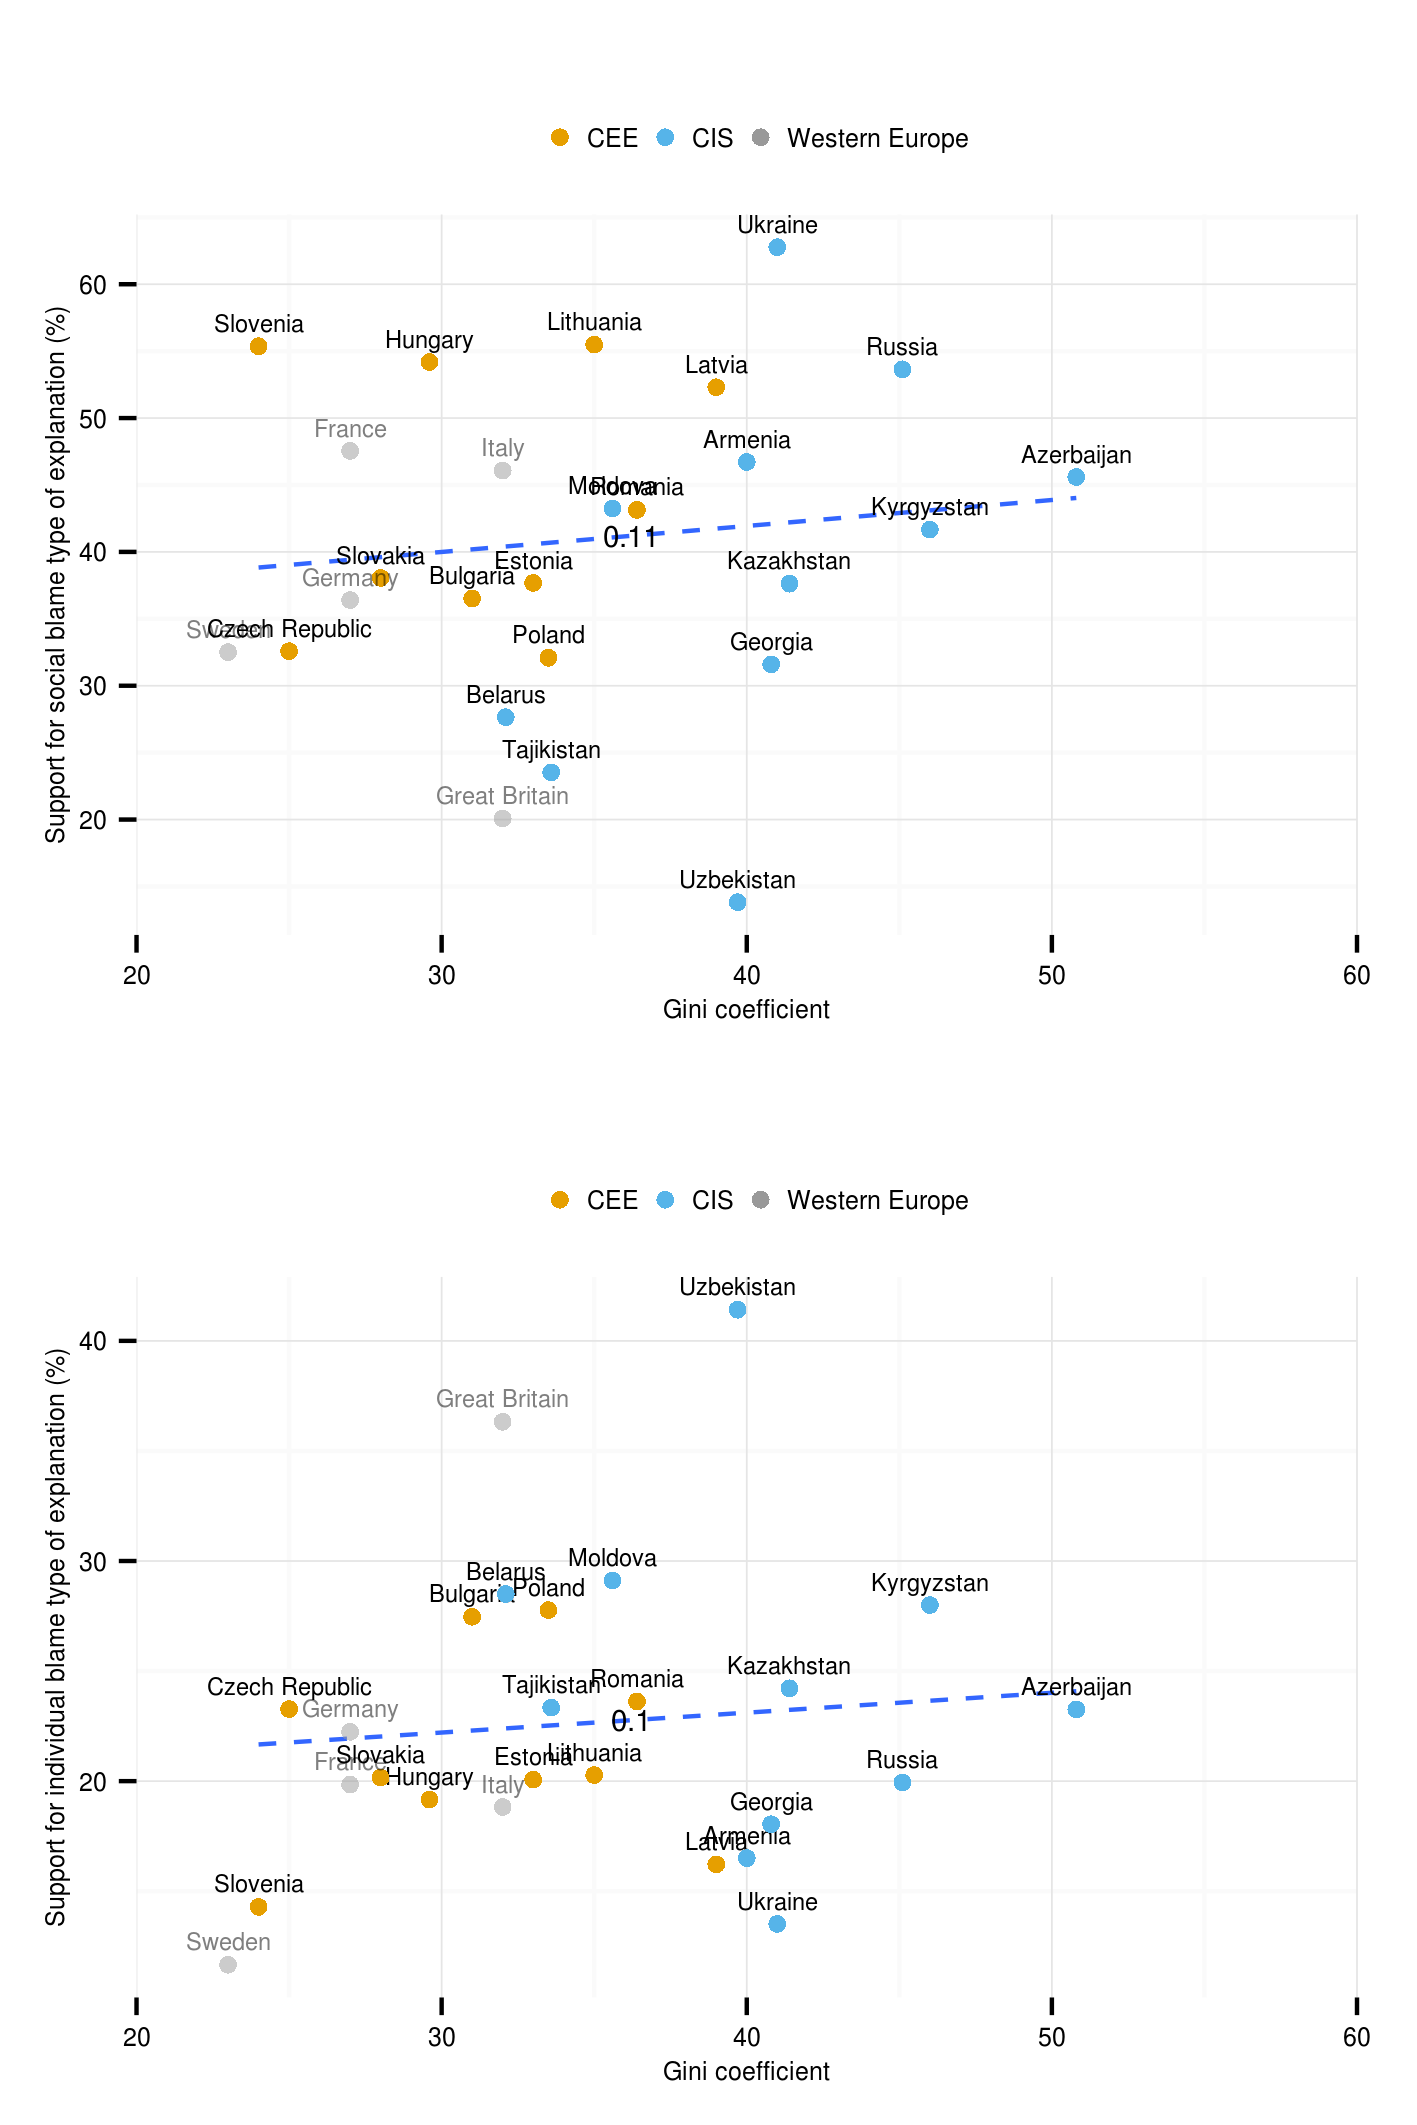 CEE CIS Western Europe
Support for social blame type of explanation (%)
60
50
40
30
20
Ukraine
Slovenia
Lithuania
Hungary
Russia
Latvia
France
Armenia
Italy
Azerbaijan
Moldova
Romania
Kyrgyzstan
0.11
Slovakia
Estonia
Kazakhstan
Bulgaria
Germany
Sweden
Czech Republic
Poland
Georgia
Belarus
Tajikistan
Great Britain
Uzbekistan
20 30 40 50 60
Gini coefficient
CEE CIS Western Europe
Support for individual blame type of explanation (%)
40
30
20
Uzbekistan
Great Britain
Moldova
Belarus
Kyrgyzstan
Poland
Bulgaria
Kazakhstan
Romania
Tajikistan
Czech Republic
Azerbaijan
Germany
0.1
Lithuania
Slovakia
Estonia
Russia
France
Hungary
Italy
Georgia
Armenia
Latvia
Slovenia
Ukraine
Sweden
20 30 40 50 60
Gini coefficient